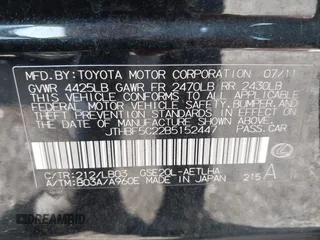 MFD.BY:TOYOTA MOTOR CORPORATION 07/11
GVWR 4425LB GAWR FR 2470LB RR 2430LB
THIS VEHICLE CONFORMS TO ALL APPLICABLE
FEDERAL MOTOR VEHICLE SAFETY, BUMPER,
AND THEFT PREVENTION STANDARDS IN EFFECT ON
THE DATE OF MANUFACTURE SHOWN ABOVE.
JTHBF5C22B5152447 PASS.CAR
C/TR:212/LB03 GSE20L-AETLHA
A/TM:B03A/A960E MADE IN JAPAN 215 A